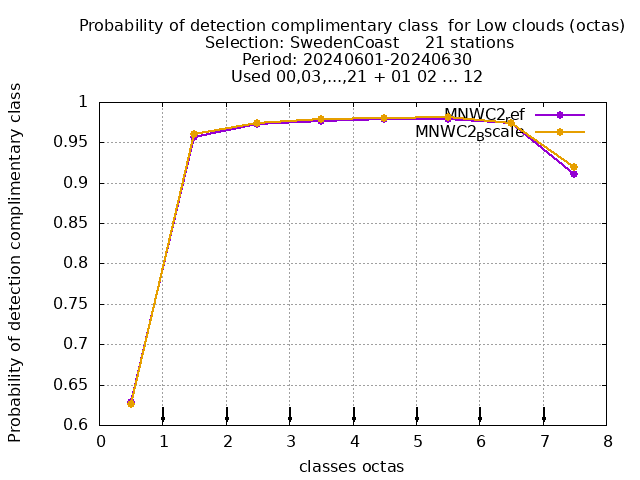 Probability of detection complimentary class  for Low clouds (octas)
Selection: SwedenCoast     21 stations
Period: 20240601-20240630
Used 00,03,...,21 + 01 02 ... 12
Probability of detection complimentary class
1
0.95
0.9
0.85
0.8
0.75
0.7
0.65
0.6
MNWC2ref
MNWC2Bscale
0 1 2 3 4 5 6 7 8
classes octas